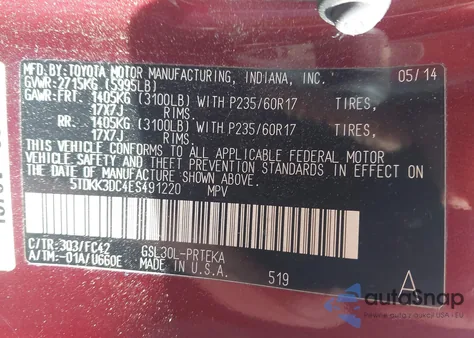 MFD. BY: TOYOTA MOTOR MANUFACTURING, INDIANA, INC. 05/14
GVWR: 2715KG (5995LB)
GAWR: FRT. 1405KG (3100LB) WITH P235/60R17 TIRES,
17X7J RIMS.
RR. 1405KG (3100LB) WITH P235/60R17 TIRES,
17X7J RIMS.
THIS VEHICLE CONFORMS TO ALL APPLICABLE FEDERAL MOTOR
VEHICLE SAFETY AND THEFT PREVENTION STANDARDS IN EFFECT
ON THE DATE OF MANUFACTURE SHOWN ABOVE.
5TDKK3DC4ES491220 MPV
C/TR: 3Q3/FC42 GSL30L-PRTEKA
A/TM: -01A/U660E MADE IN U.S.A. 519 A
autoSnap